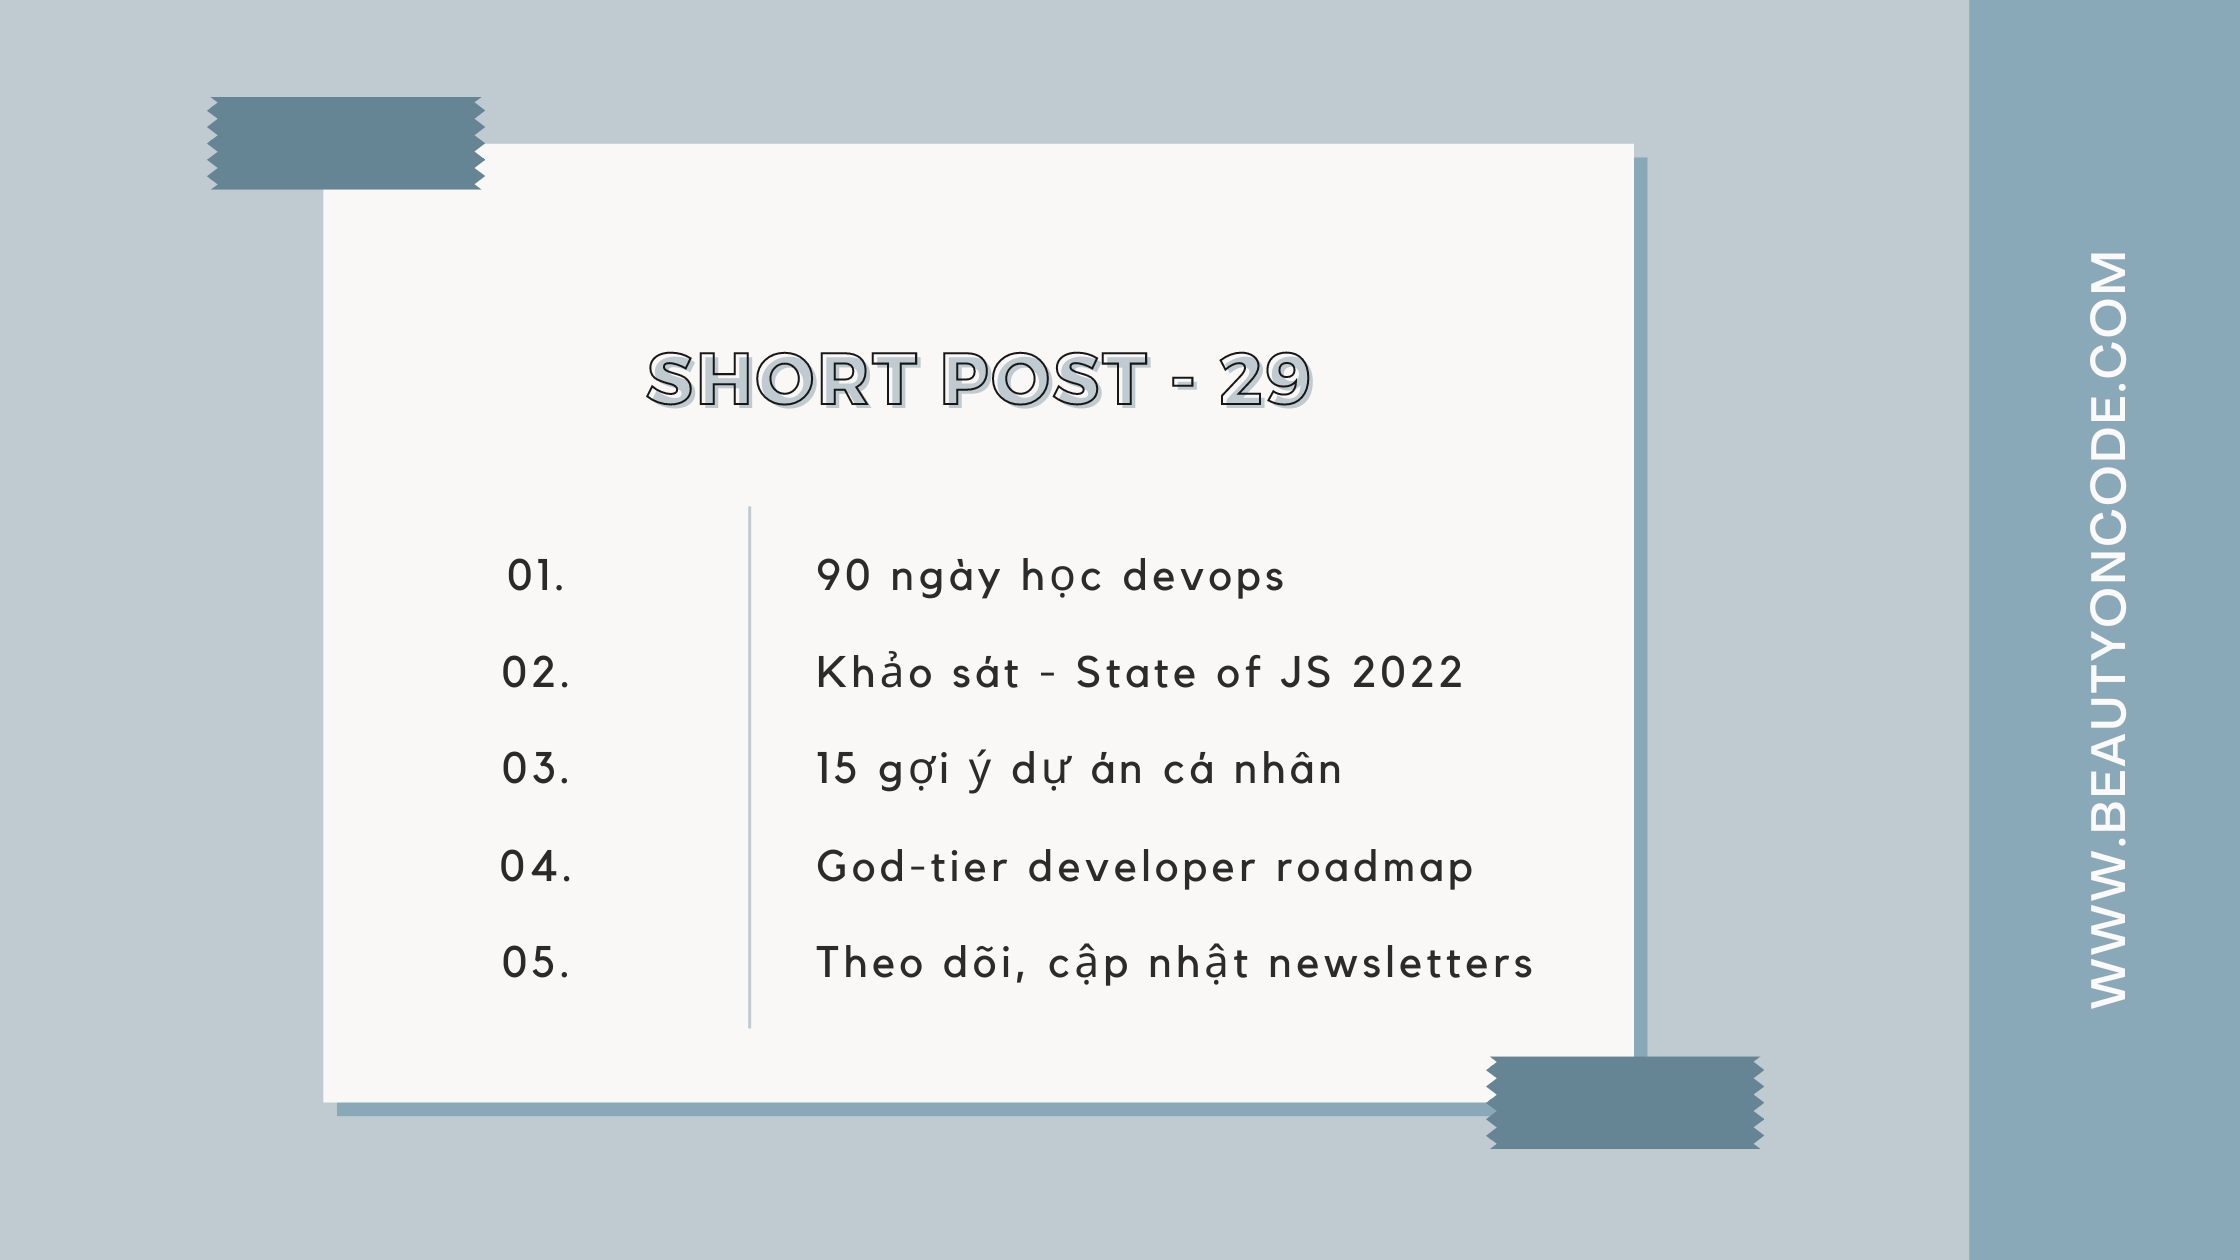 SHORT POST - 29
01. 90 ngày học devops
02. Khảo sát - State of JS 2022
03. 15 gợi ý dự án cá nhân
04. God-tier developer roadmap
05. Theo dõi, cập nhật newsletters
WWW.BEAUTYONCODE.COM